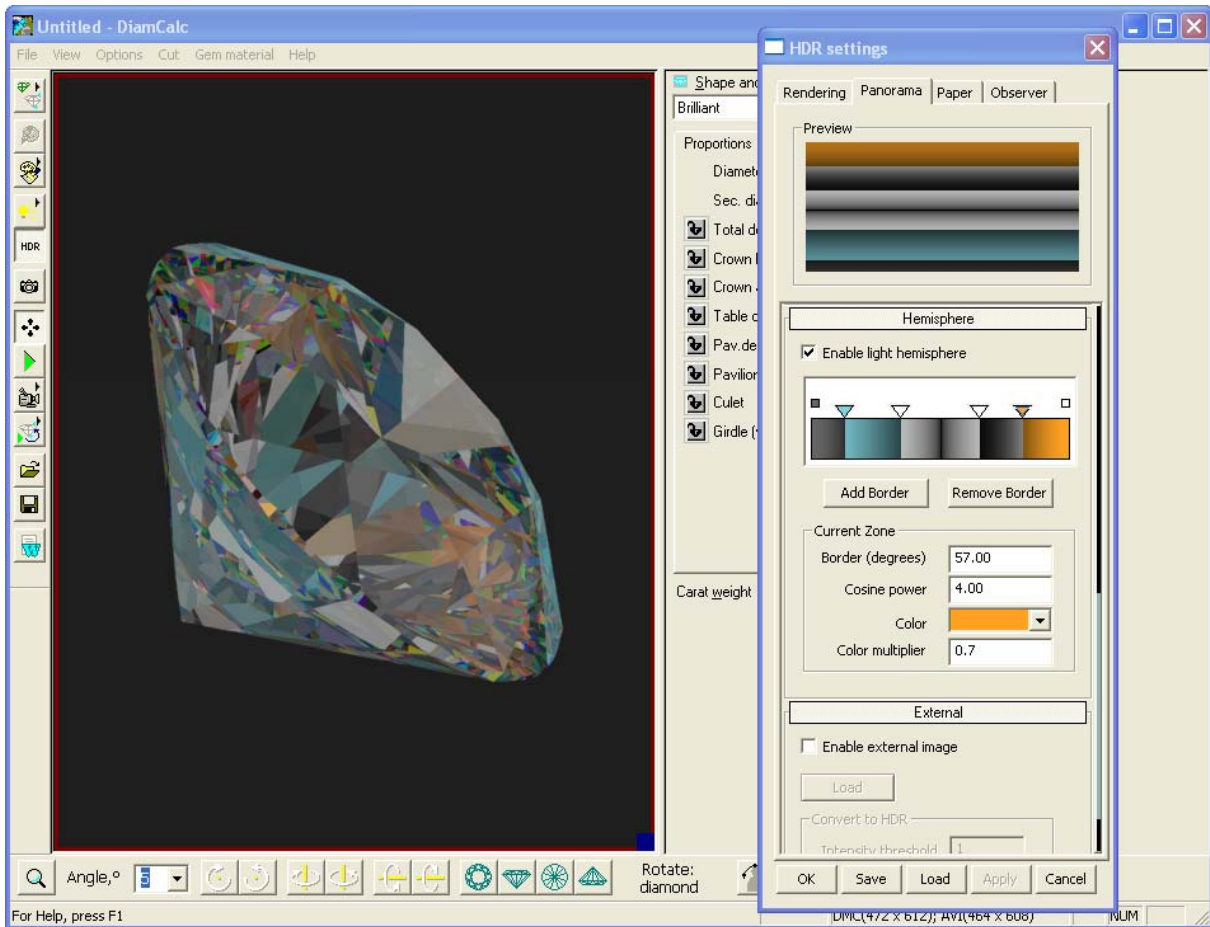 Untitled - DiamCalc
File View Options Cut Gem material Help
HDR
Shape and
Brilliant
Proportions
Diamet
Sec. di
Total d
Crown
Crown
Table
Pav.de
Pavilion
Culet
Girdle (
Carat weight
HDR settings
Rendering Panorama Paper Observer
Preview
Hemisphere
Enable light hemisphere
Add Border Remove Border
Current Zone
Border (degrees) 57.00
Cosine power 4.00
Color
Color multiplier 0.7
External
Enable external image
Load
Convert to HDR
Intensity threshold 1
OK Save Load Apply Cancel
Angle,° 5
Rotate:
diamond
For Help, press F1
DMC(472 x 612); AVI(464 x 608) NUM